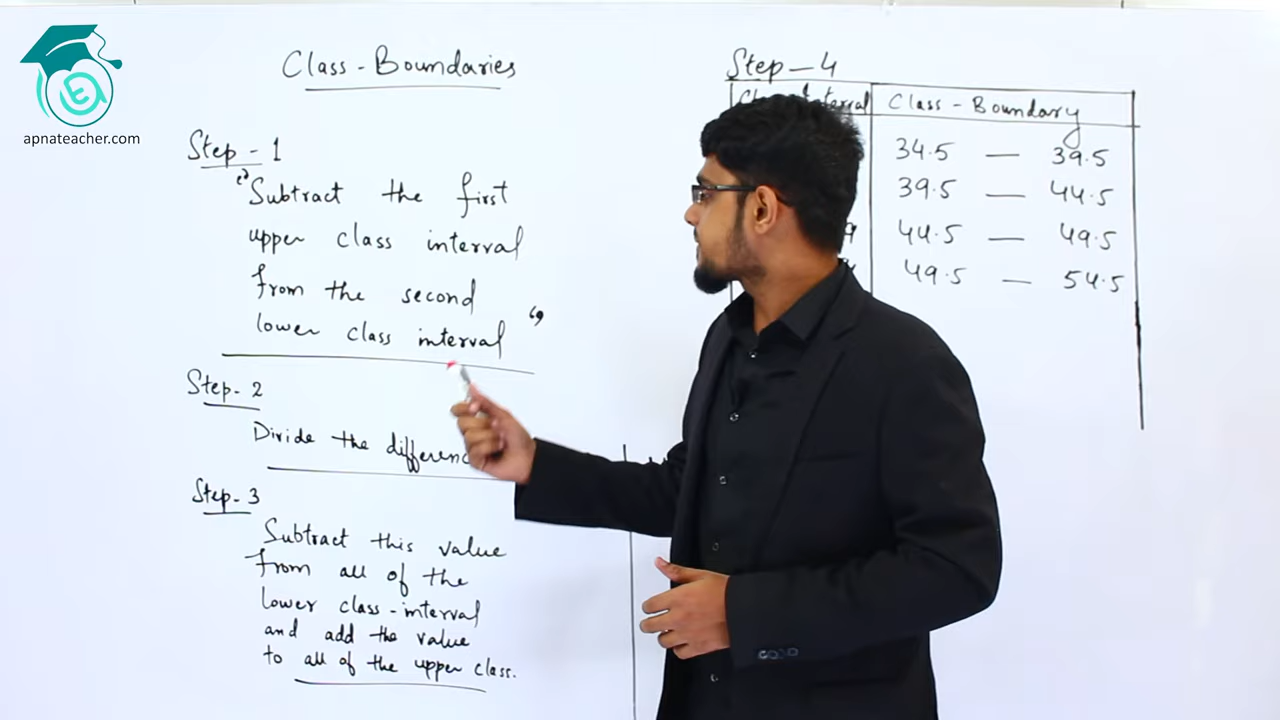 apnateacher.com
Class - Boundaries
Step - 1
"Subtract the first
upper class interval
from the second
lower class interval"
Step - 2
Divide the
Step - 3
Subtract this value
from all of the
lower class - interval
and add the value
to all of the upper class.
Step - 4
Class - Boundary
34.5 — 39.5
39.5 — 44.5
44.5 — 49.5
49.5 — 54.5